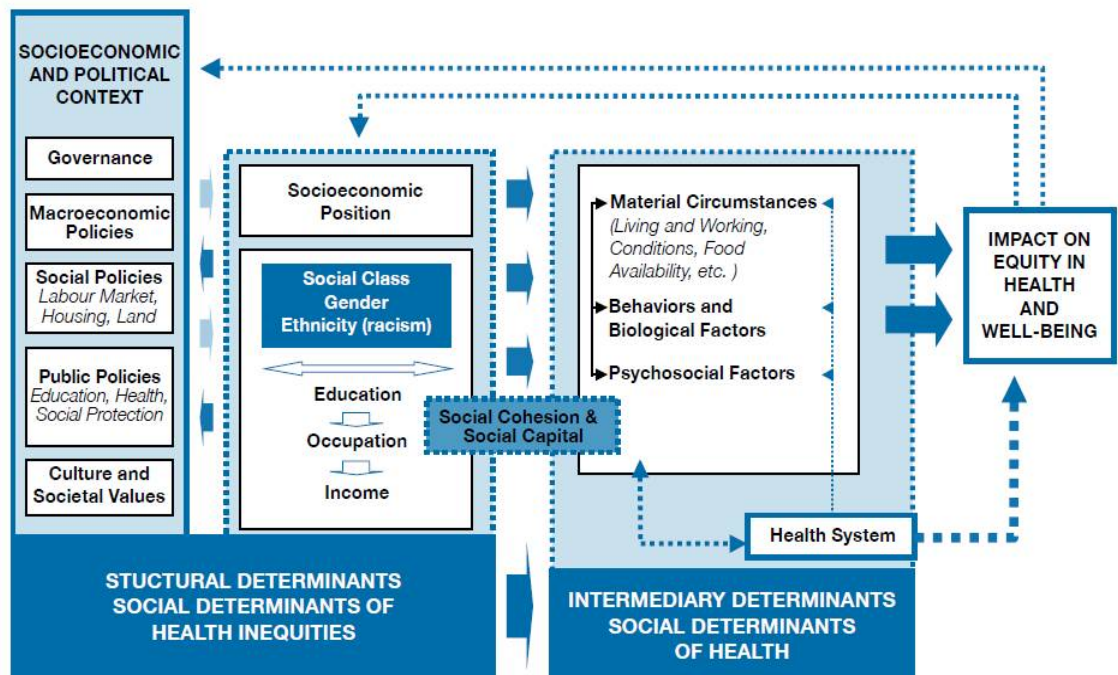 SOCIOECONOMIC
AND POLITICAL
CONTEXT
Governance
Macroeconomic
Policies
Social Policies
Labour Market,
Housing, Land
Public Policies
Education, Health,
Social Protection
Culture and
Societal Values
Socioeconomic
Position
Social Class
Gender
Ethnicity (racism)
Education
Occupation
Income
Social Cohesion &
Social Capital
Material Circumstances
(Living and Working,
Conditions, Food
Availability, etc. )
Behaviors and
Biological Factors
Psychosocial Factors
Health System
IMPACT ON
EQUITY IN
HEALTH
AND
WELL-BEING
STUCTURAL DETERMINANTS
SOCIAL DETERMINANTS OF
HEALTH INEQUITIES
INTERMEDIARY DETERMINANTS
SOCIAL DETERMINANTS
OF HEALTH